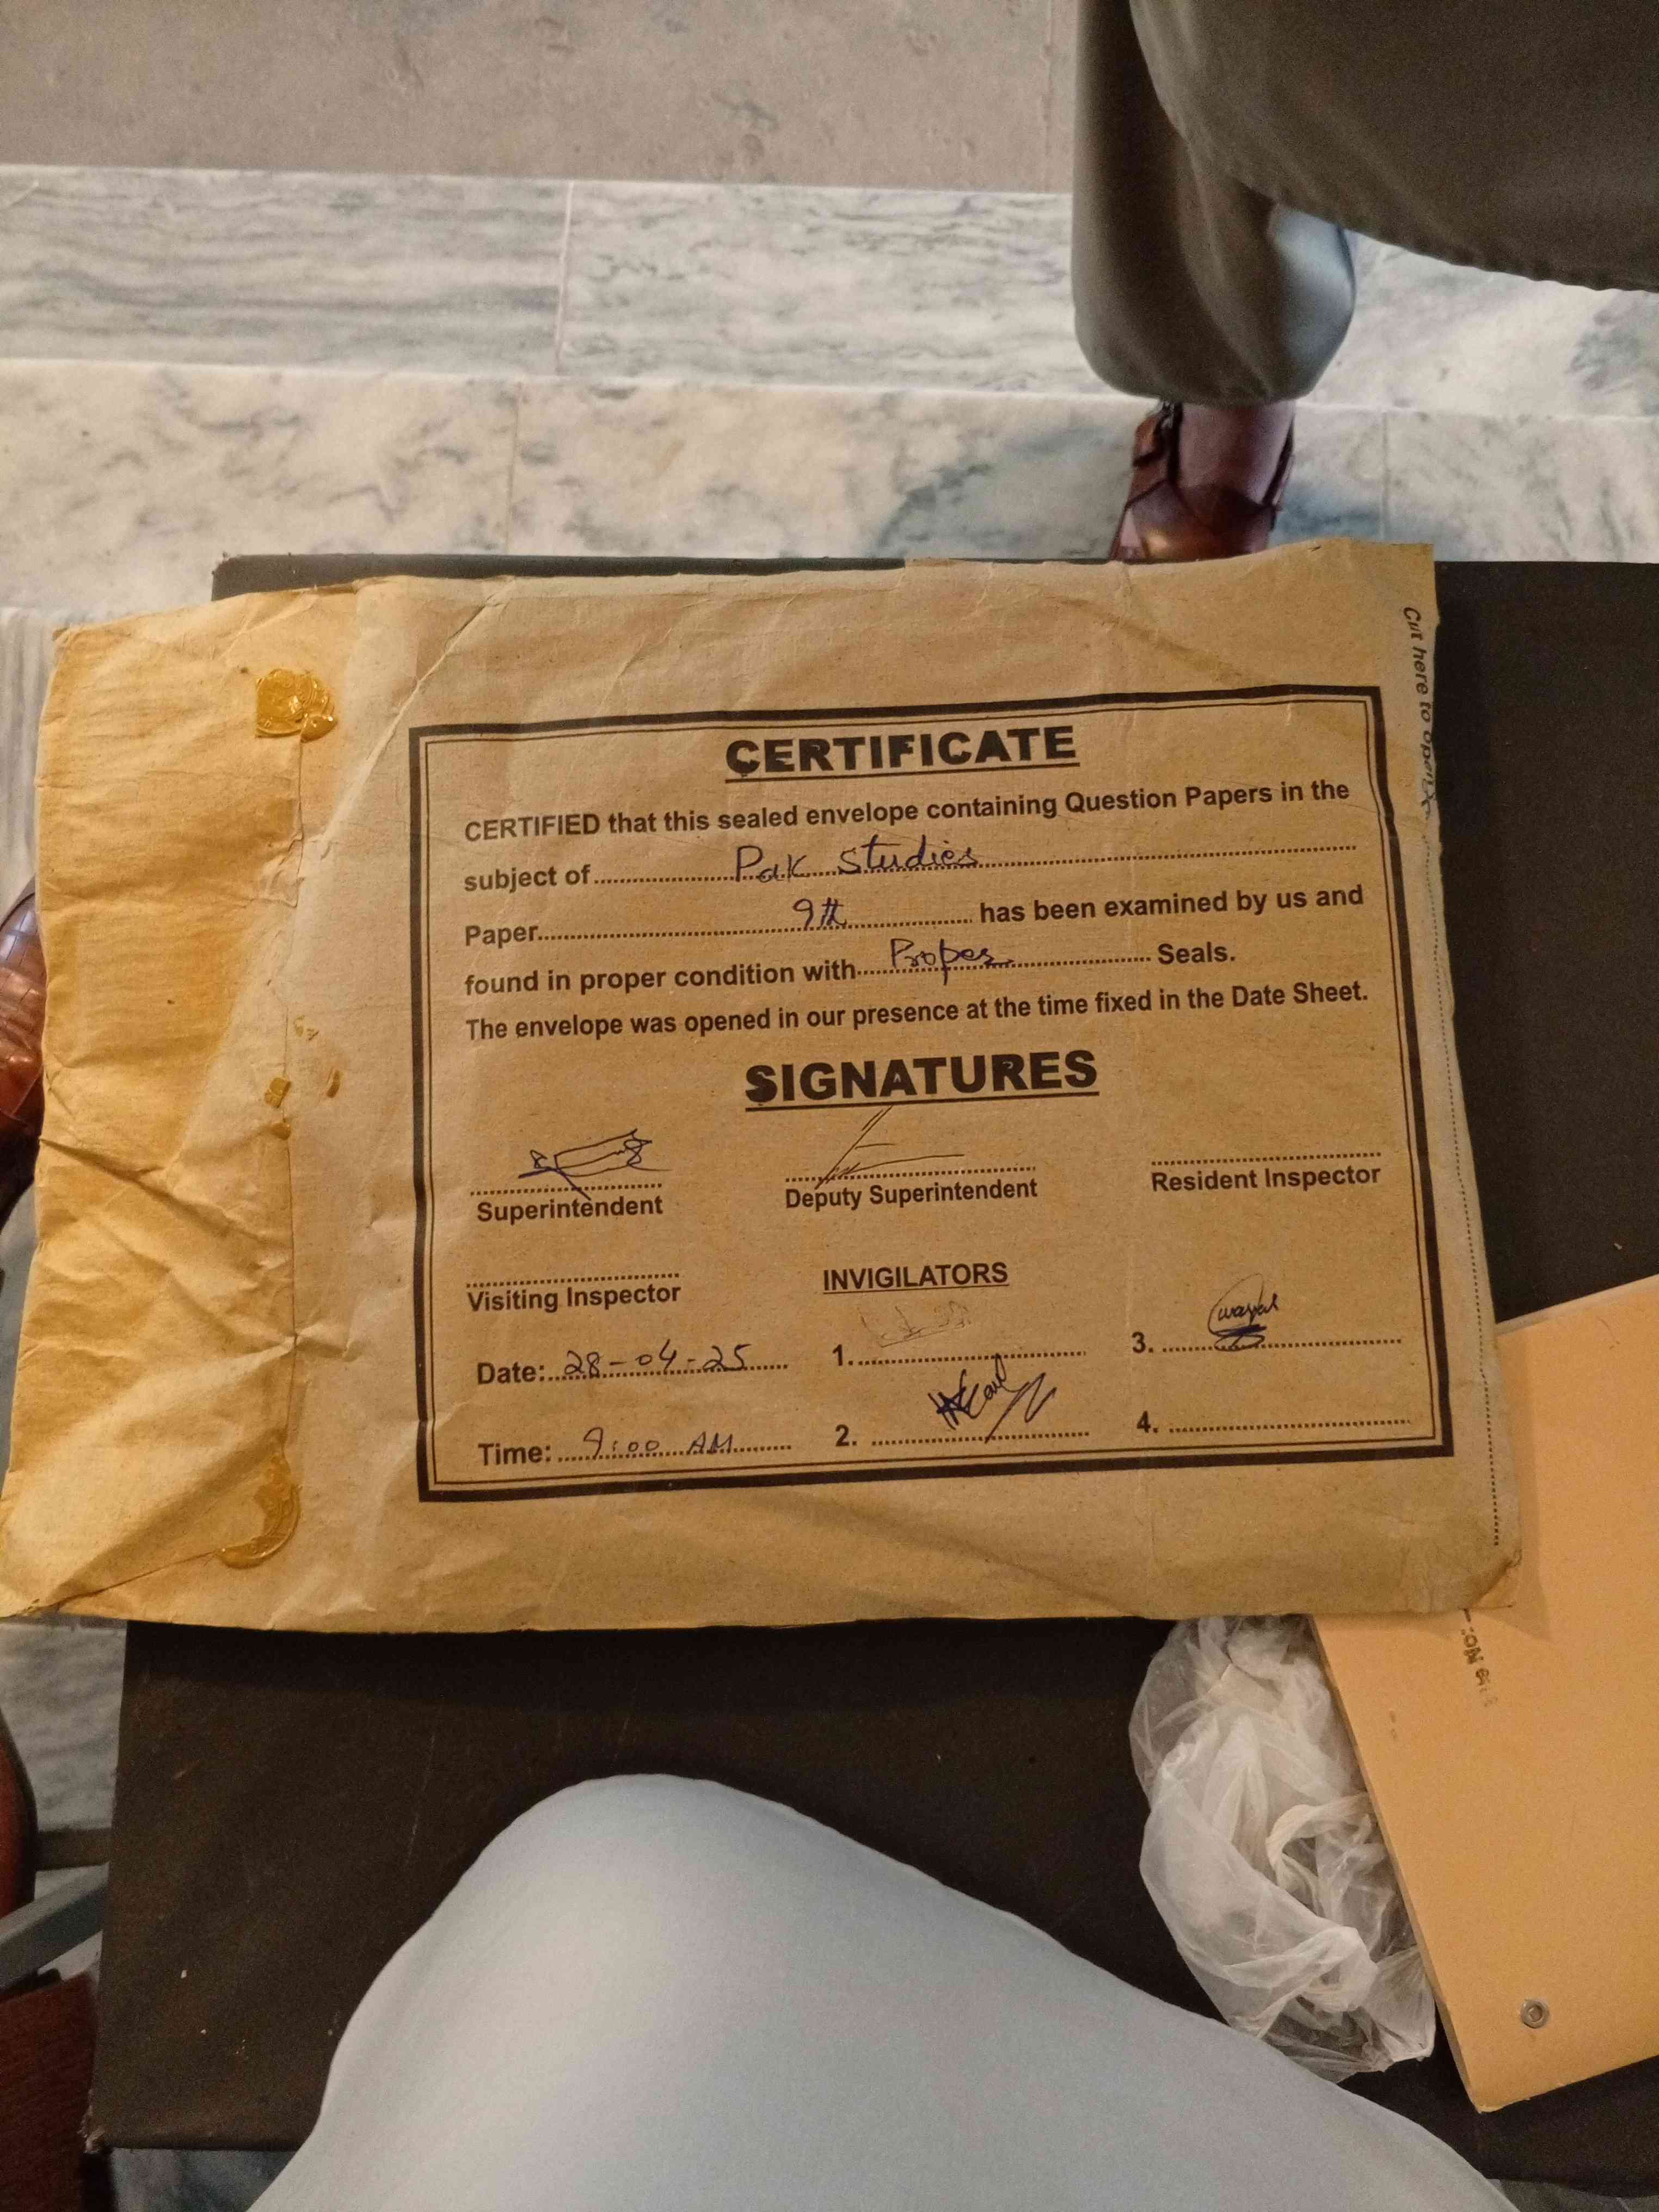 CERTIFICATE
CERTIFIED that this sealed envelope containing Question Papers in the
subject of Pak Studies
Paper 9th has been examined by us and
found in proper condition with Proper Seals.
The envelope was opened in our presence at the time fixed in the Date Sheet.
SIGNATURES
Superintendent Deputy Superintendent Resident Inspector
Visiting Inspector INVIGILATORS
Date: 28-04-25 1. 3.
Time: 9:00 AM 2. 4.
Cut here to open
No: